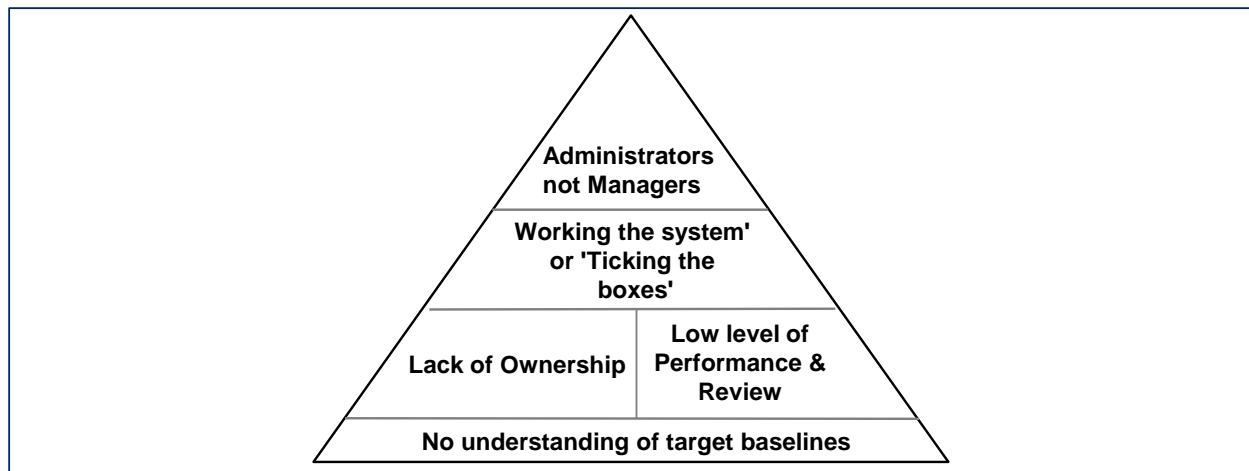 Administrators
not Managers
Working the system'
or 'Ticking the
boxes'
Lack of Ownership
Low level of
Performance &
Review
No understanding of target baselines